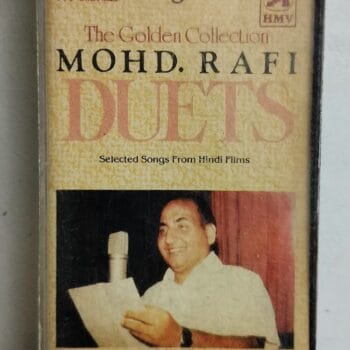 The Golden Collection
HMV
MOHD. RAFI
DUETS
Selected Songs From Hindi Films